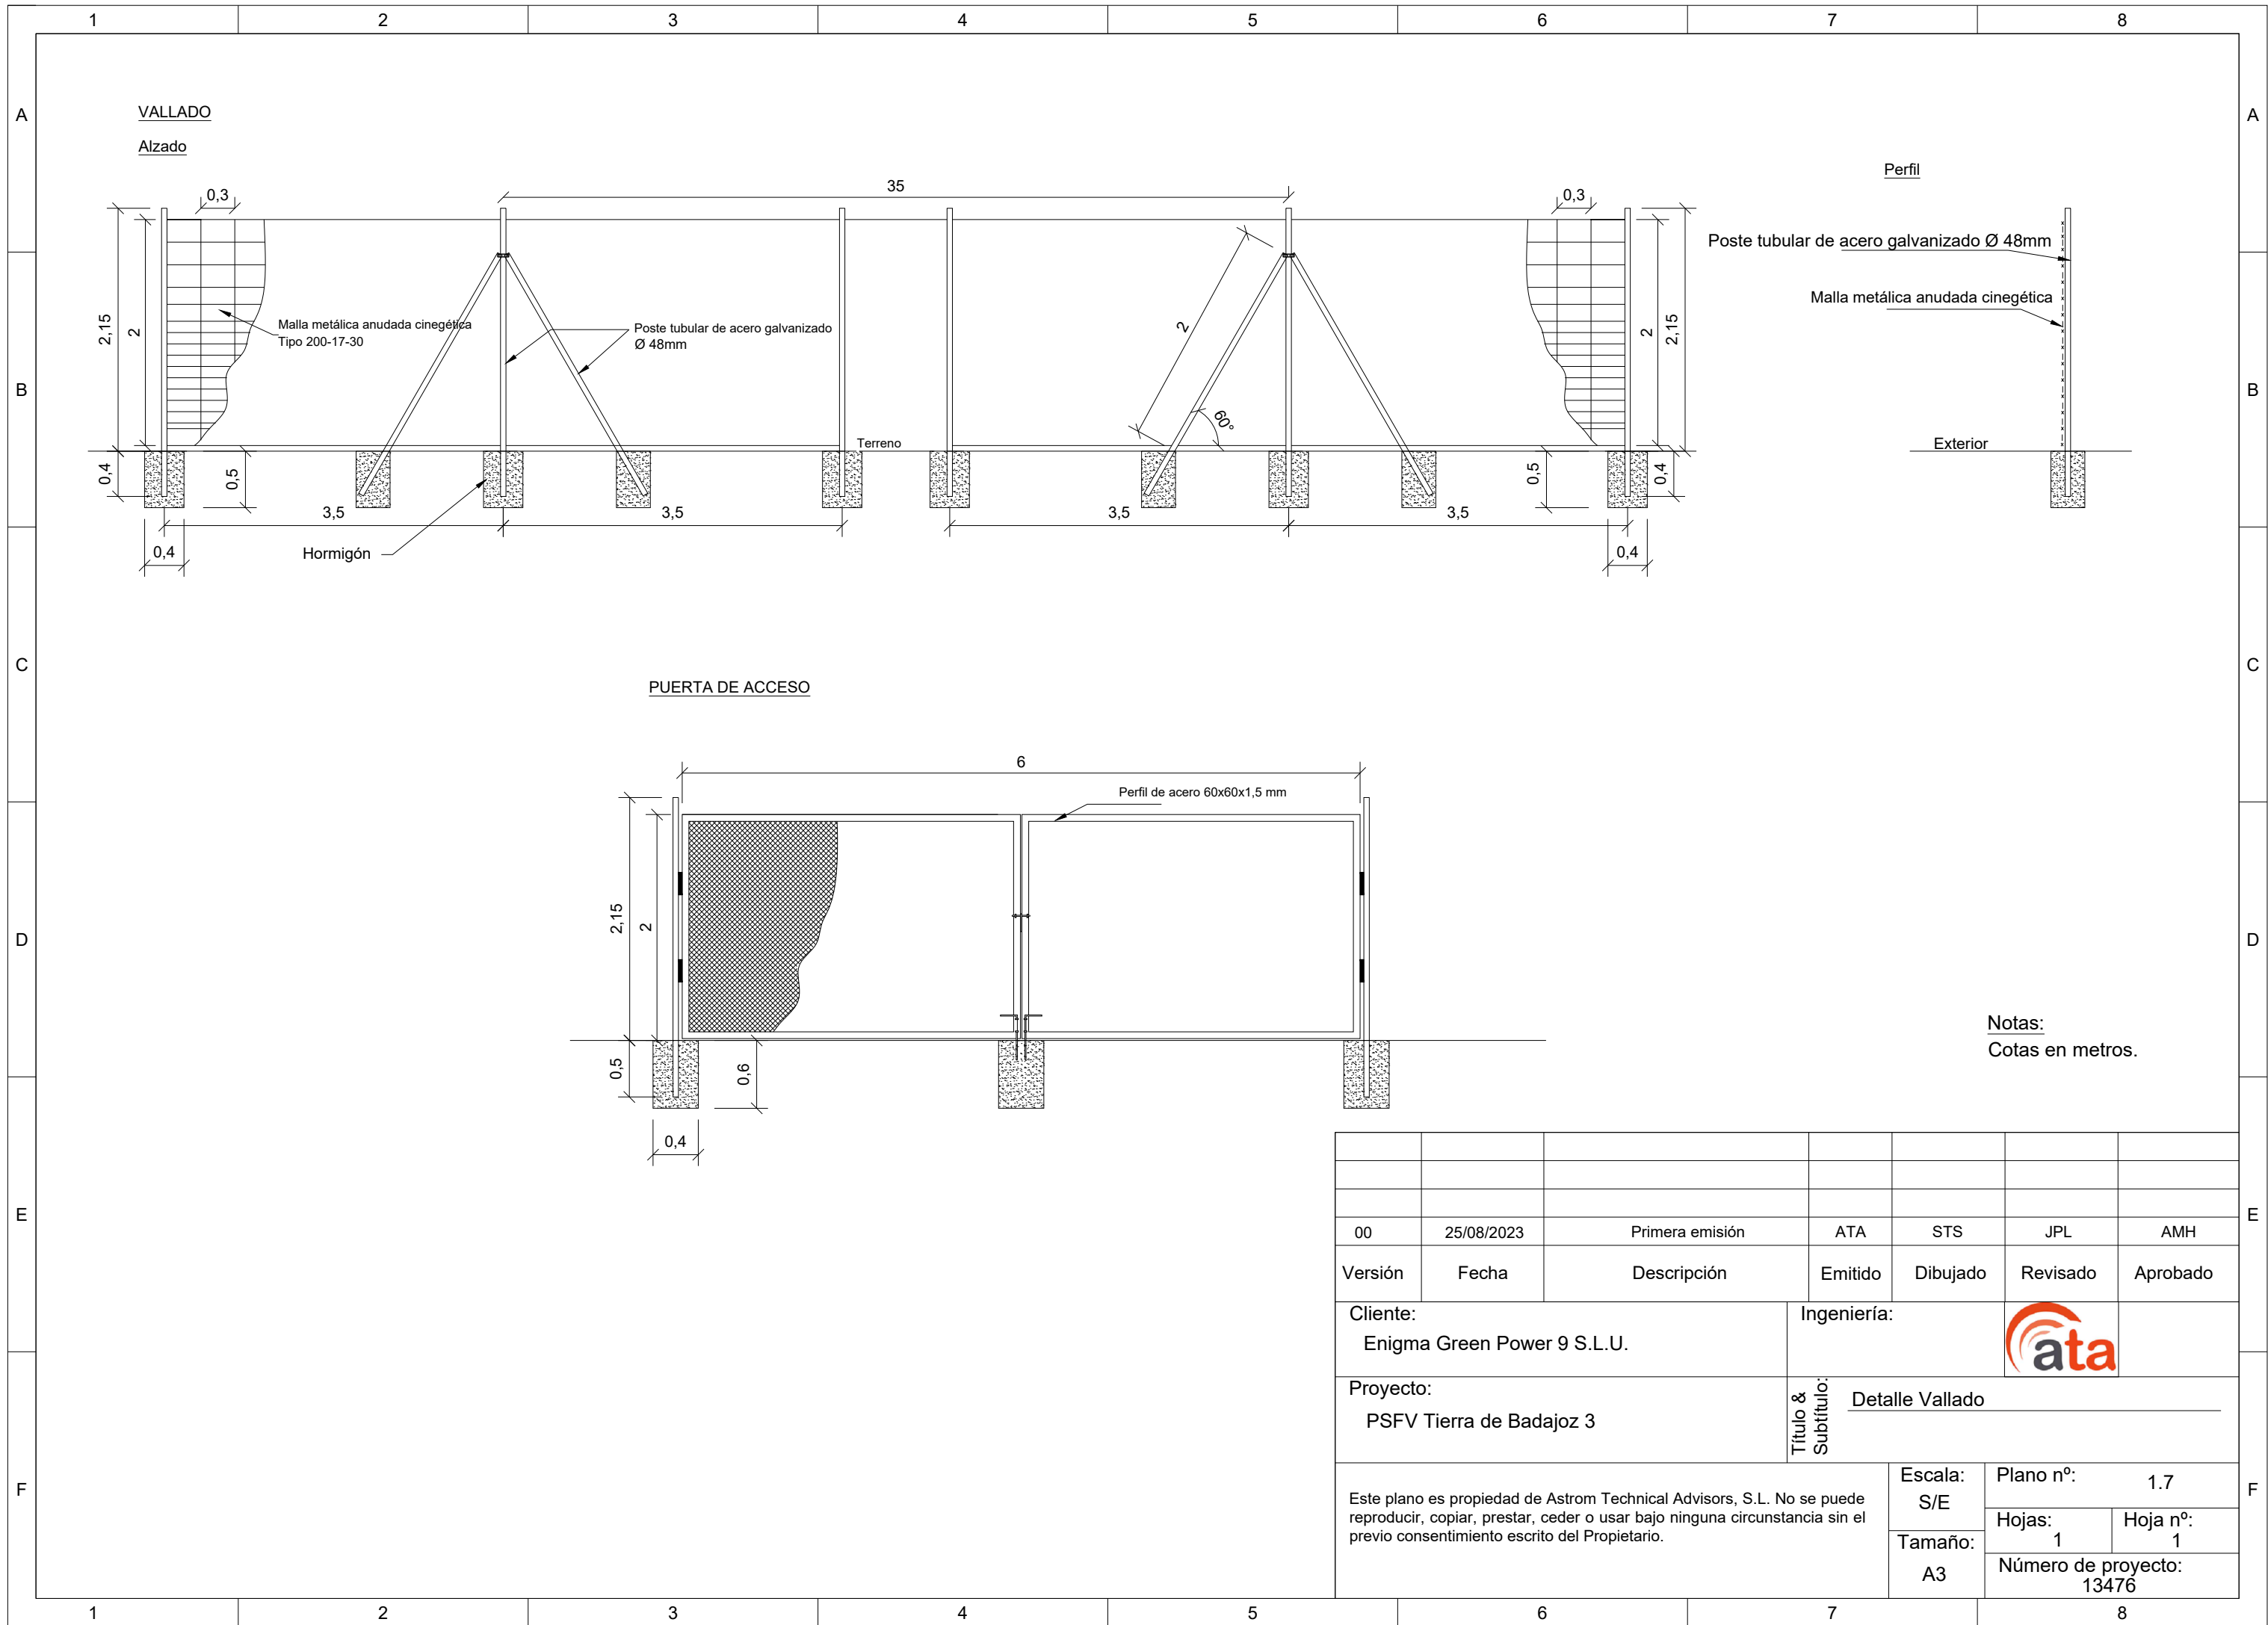 1 2 3 4 5 6 7 8
A A
VALLADO
Alzado
Perfil
35
0,3 0,3
Poste tubular de acero galvanizado Ø 48mm
Malla metálica anudada cinegética
2,15 2
Malla metálica anudada cinegética
Tipo 200-17-30
Poste tubular de acero galvanizado
Ø 48mm
2
60°
2 2,15
B B
Terreno
Exterior
0,4 0,5 0,5 0,4
3,5 3,5 3,5 3,5
0,4
Hormigón
0,4
C C
PUERTA DE ACCESO
6
Perfil de acero 60x60x1,5 mm
2,15 2
D D
0,5 0,6
0,4
Notas:
Cotas en metros.
E E
00 25/08/2023 Primera emisión ATA STS JPL AMH
Versión Fecha Descripción Emitido Dibujado Revisado Aprobado
Cliente:
Enigma Green Power 9 S.L.U.
Ingeniería:
ata
Proyecto:
PSFV Tierra de Badajoz 3
Título &
Subtítulo:
Detalle Vallado
F F
Este plano es propiedad de Astrom Technical Advisors, S.L. No se puede
reproducir, copiar, prestar, ceder o usar bajo ninguna circunstancia sin el
previo consentimiento escrito del Propietario.
Escala:
S/E
Plano nº: 1.7
Tamaño:
A3
Hojas:
1
Hoja nº:
1
Número de proyecto:
13476
1 2 3 4 5 6 7 8